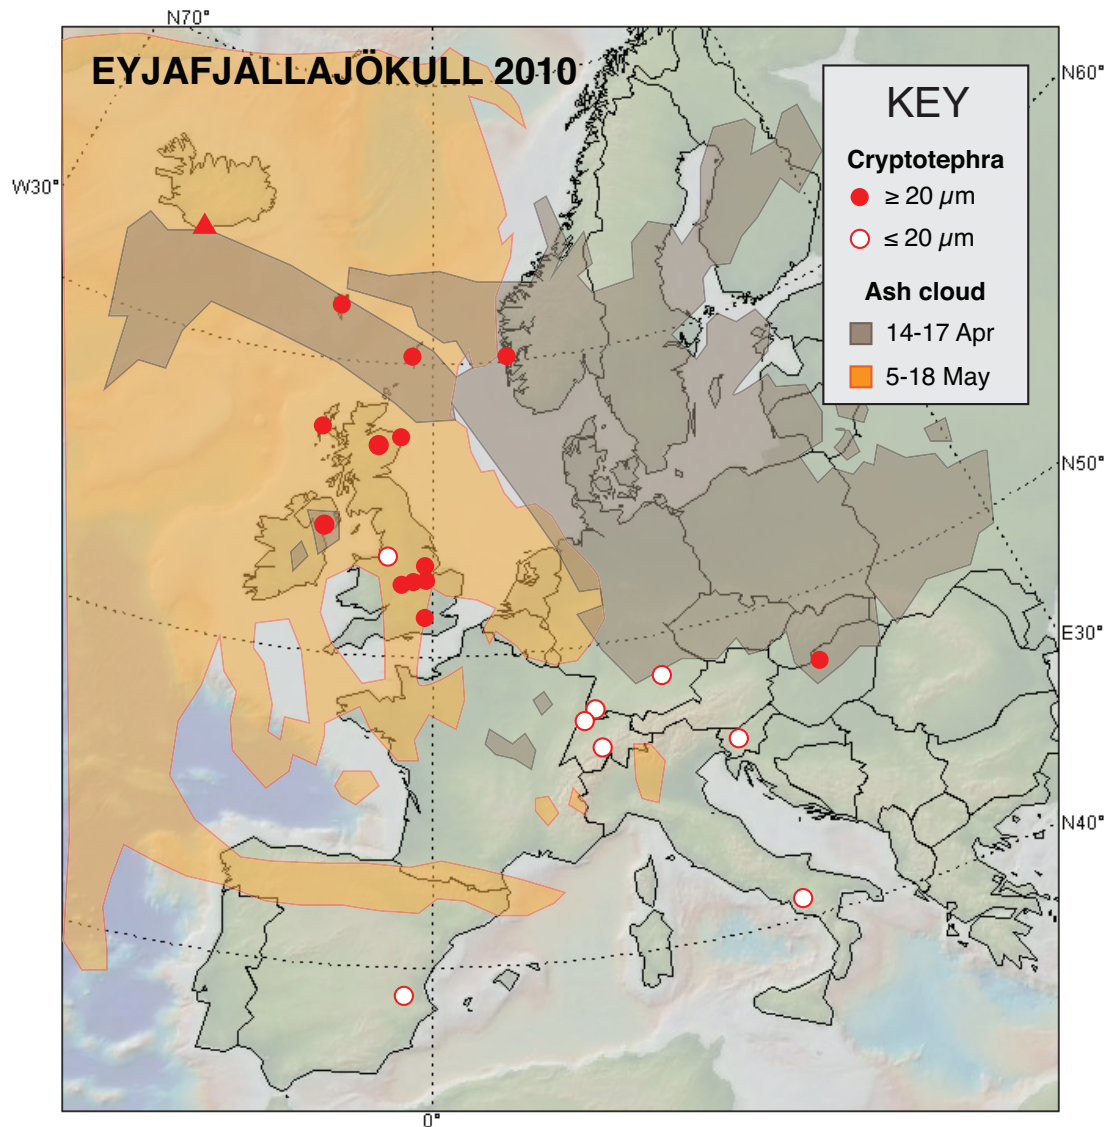 N70°
EYJAFJALLAJÖKULL 2010
N60°
KEY
Cryptotephra
≥ 20 µm
≤ 20 µm
Ash cloud
14-17 Apr
5-18 May
W30°
N50°
E30°
N40°
0°